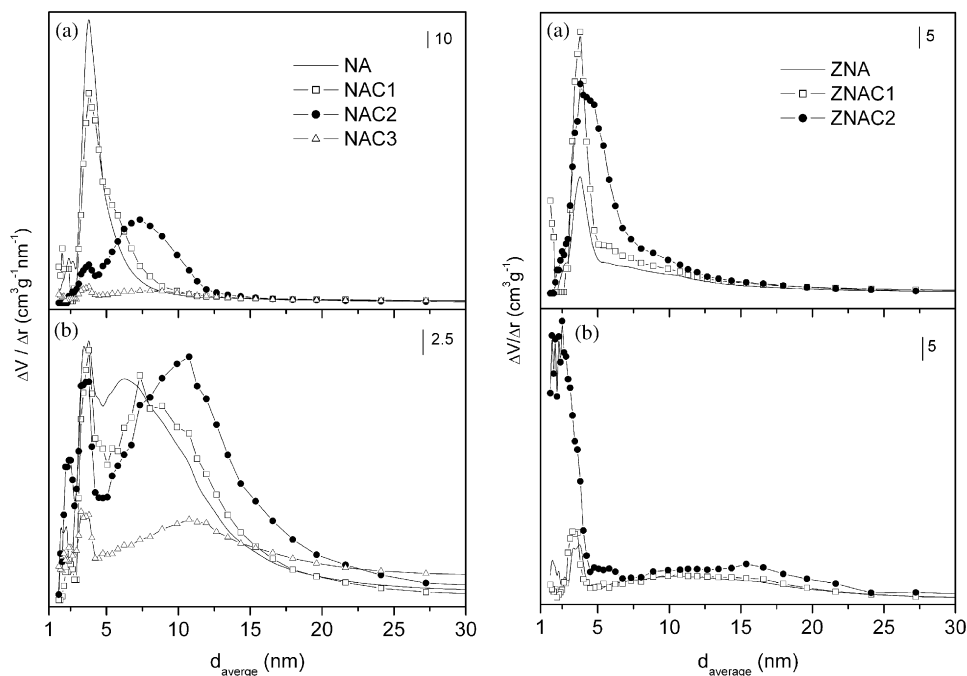 (a)
10
NA
NAC1
NAC2
NAC3
(b)
2.5
ΔV / Δr (cm³g⁻¹nm⁻¹)
1 5 10 15 20 25 30
d_averge (nm)
(a)
5
ZNA
ZNAC1
ZNAC2
(b)
5
ΔV/Δr (cm³g⁻¹)
1 5 10 15 20 25 30
d_average (nm)